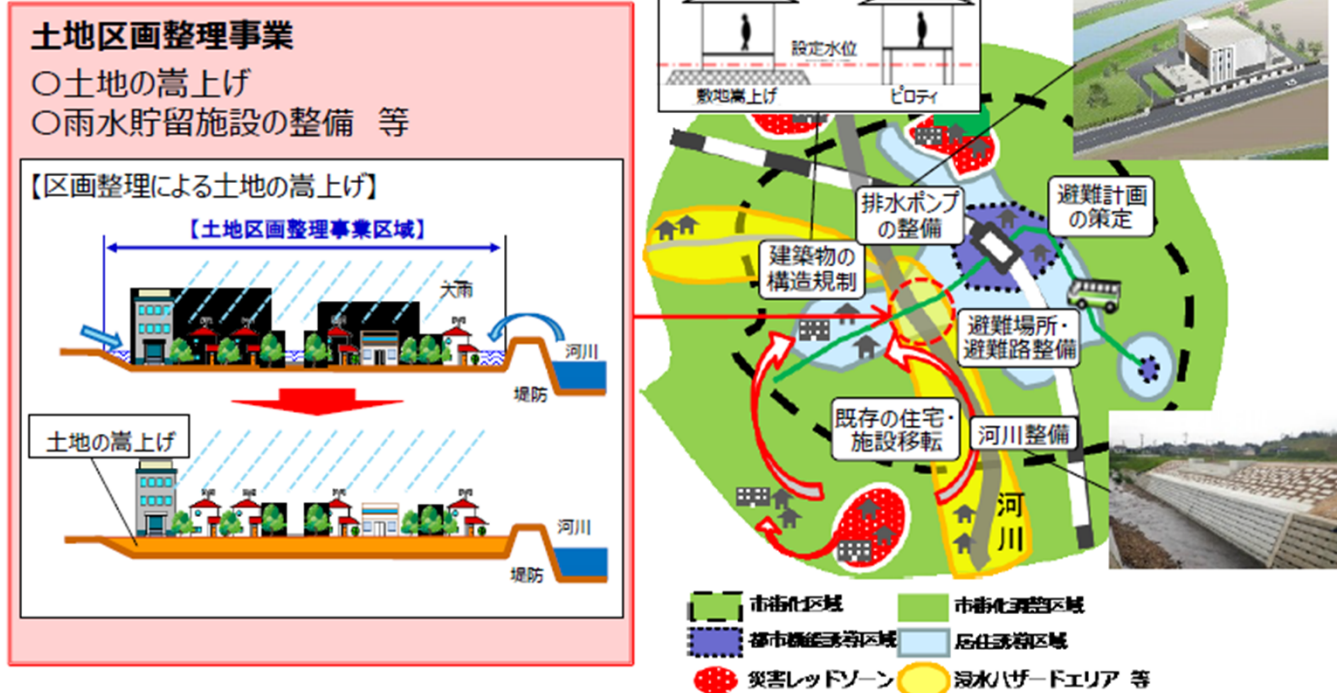 土地区画整理事業
○土地の嵩上げ
○雨水貯留施設の整備 等
【区画整理による土地の嵩上げ】
【土地区画整理事業区域】
大雨
河川
堤防
土地の嵩上げ
河川
堤防
設定水位
敷地嵩上げ
ピロティ
排水ポンプ
の整備
避難計画
の策定
建築物の
構造規制
避難場所・
避難路整備
既存の住宅・
施設移転
河川整備
河川
市街化区域
市街化調整区域
都市機能誘導区域
居住誘導区域
災害レッドゾーン
浸水ハザードエリア 等